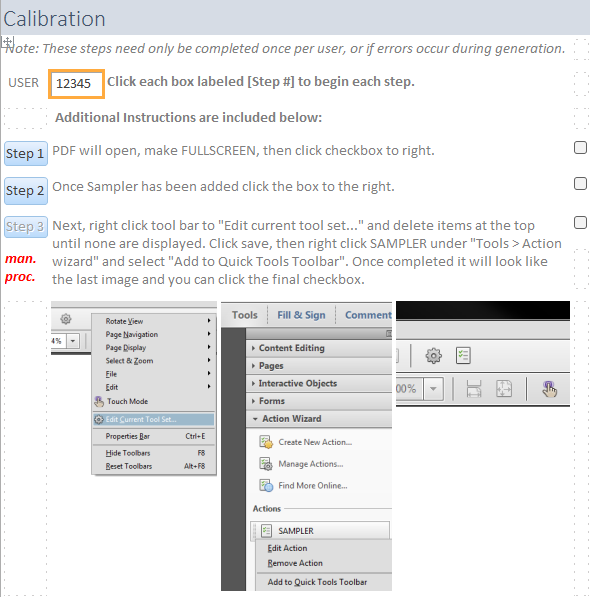 Calibration
Note: These steps need only be completed once per user, or if errors occur during generation.
USER 12345 Click each box labeled [Step #] to begin each step.
Additional Instructions are included below:
Step 1 PDF will open, make FULLSCREEN, then click checkbox to right.
Step 2 Once Sampler has been added click the box to the right.
Step 3 Next, right click tool bar to "Edit current tool set..." and delete items at the top
until none are displayed. Click save, then right click SAMPLER under "Tools > Action
man. wizard" and select "Add to Quick Tools Toolbar". Once completed it will look like
proc. the last image and you can click the final checkbox.
4%
Rotate View
Page Navigation
Page Display
Select & Zoom
File
Edit
Touch Mode
Edit Current Tool Set...
Properties Bar Ctrl+E
Hide Toolbars F8
Reset Toolbars Alt+F8
Tools Fill & Sign Comment
Content Editing
Pages
Interactive Objects
Forms
Action Wizard
Create New Action...
Manage Actions...
Find More Online...
Actions
SAMPLER
Edit Action
Remove Action
Add to Quick Tools Toolbar
00%